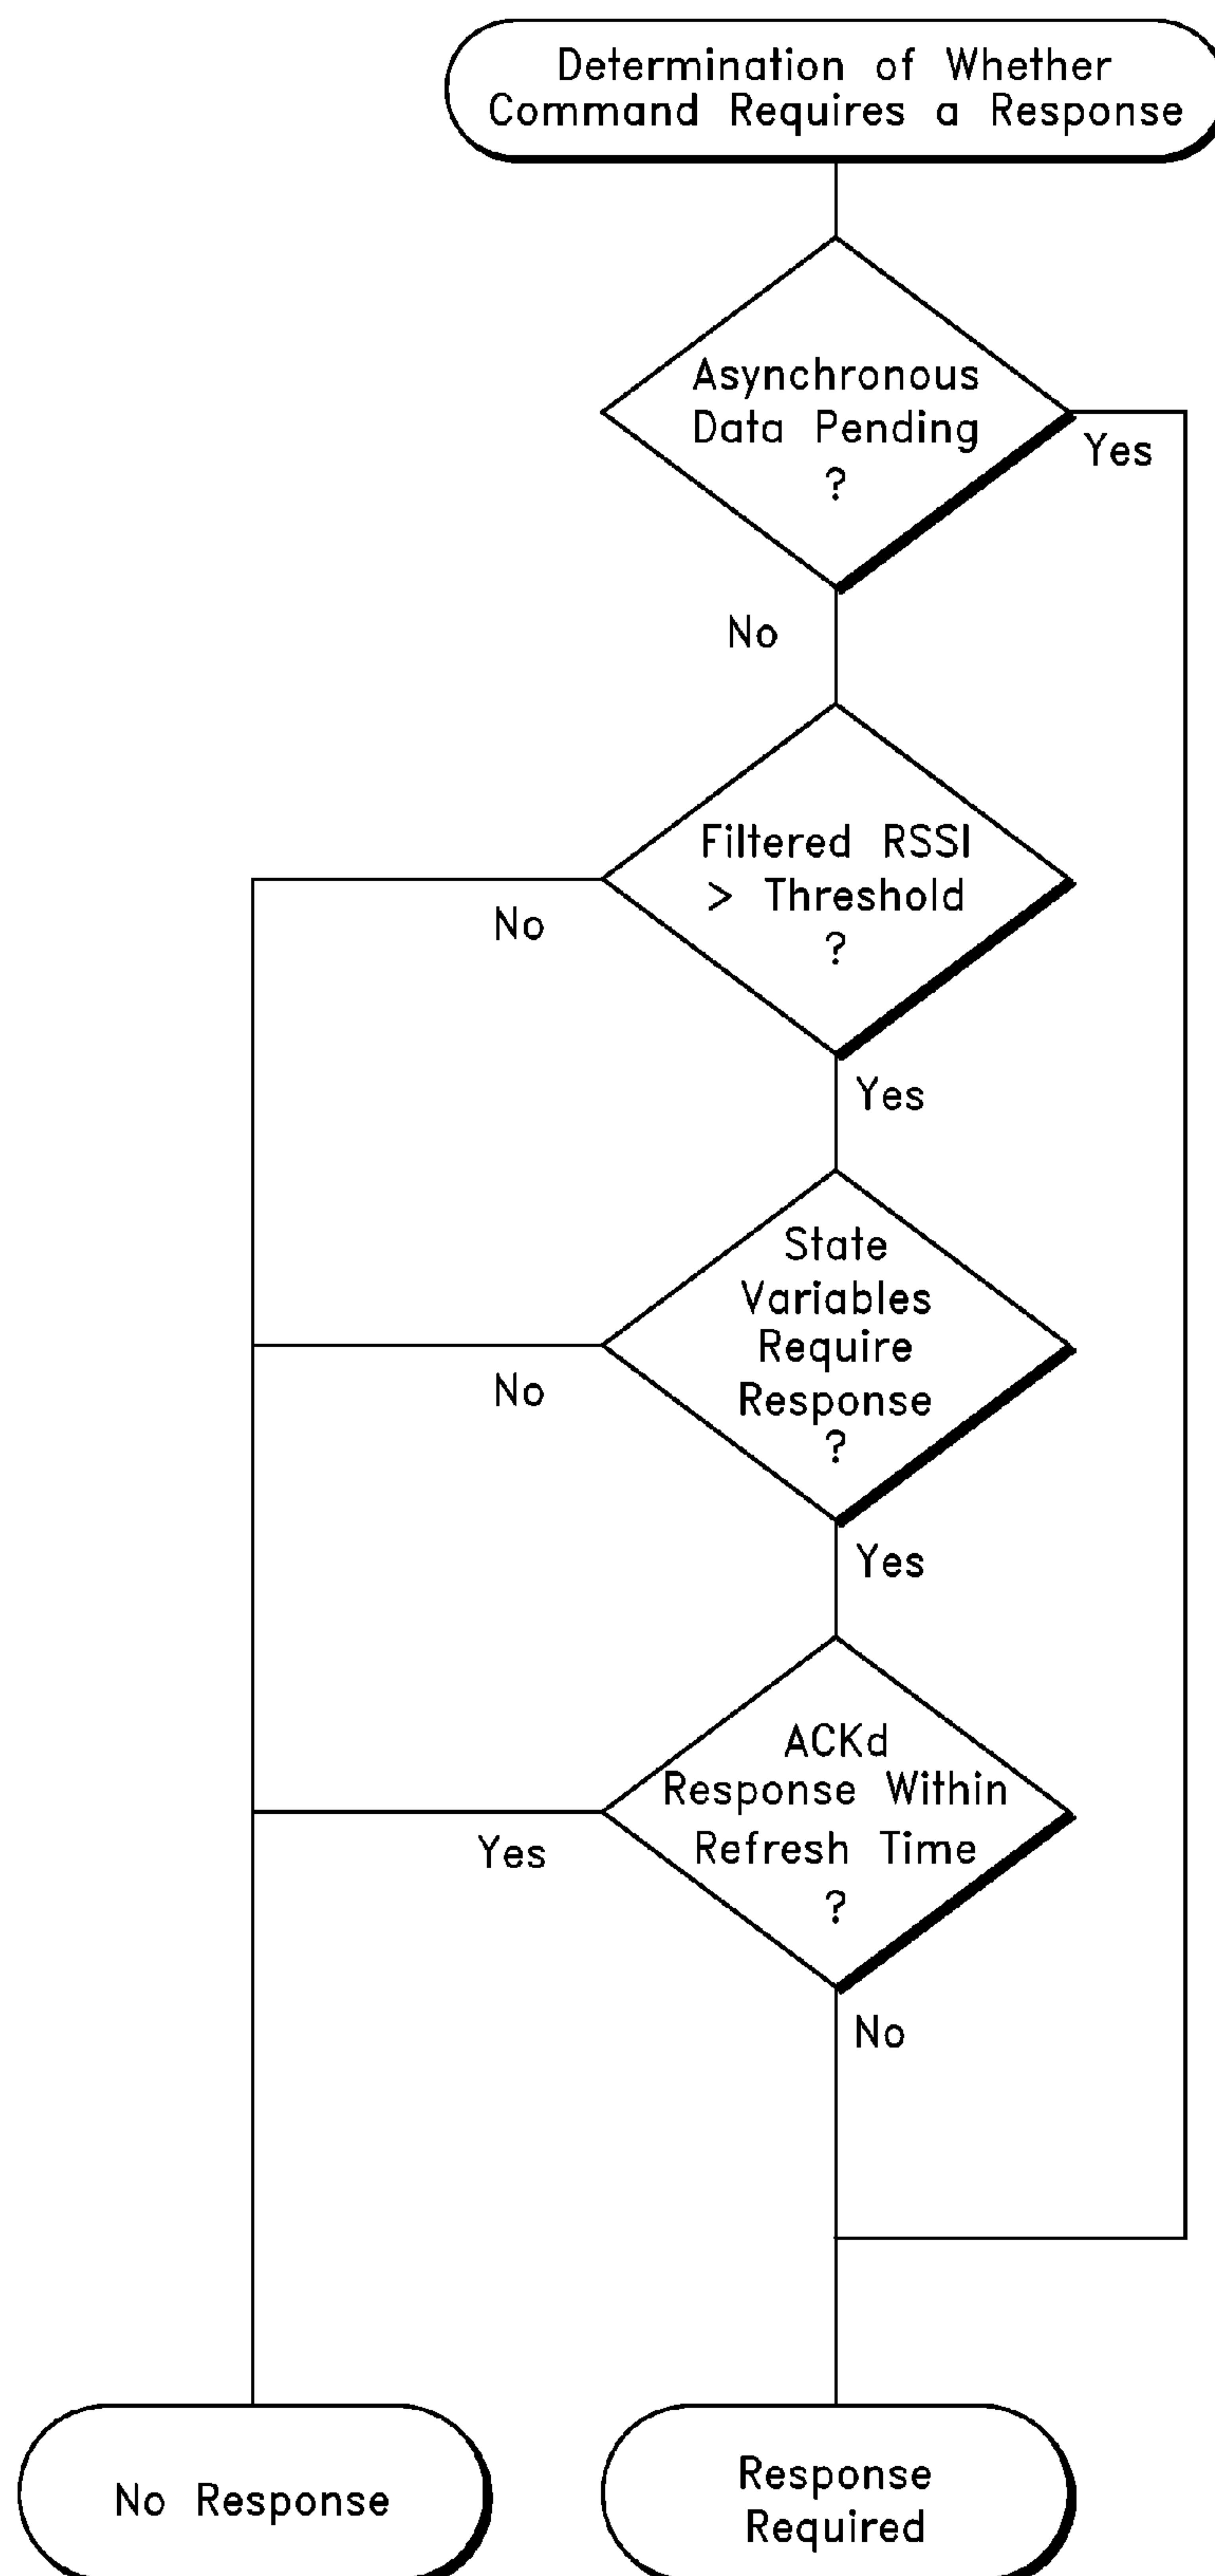 Determination of Whether
Command Requires a Response
Asynchronous
Data Pending
?
Yes
No
Filtered RSSI
> Threshold
?
No
Yes
State
Variables
Require
Response
?
No
Yes
ACKd
Response Within
Refresh Time
?
Yes
No
No Response
Response
Required